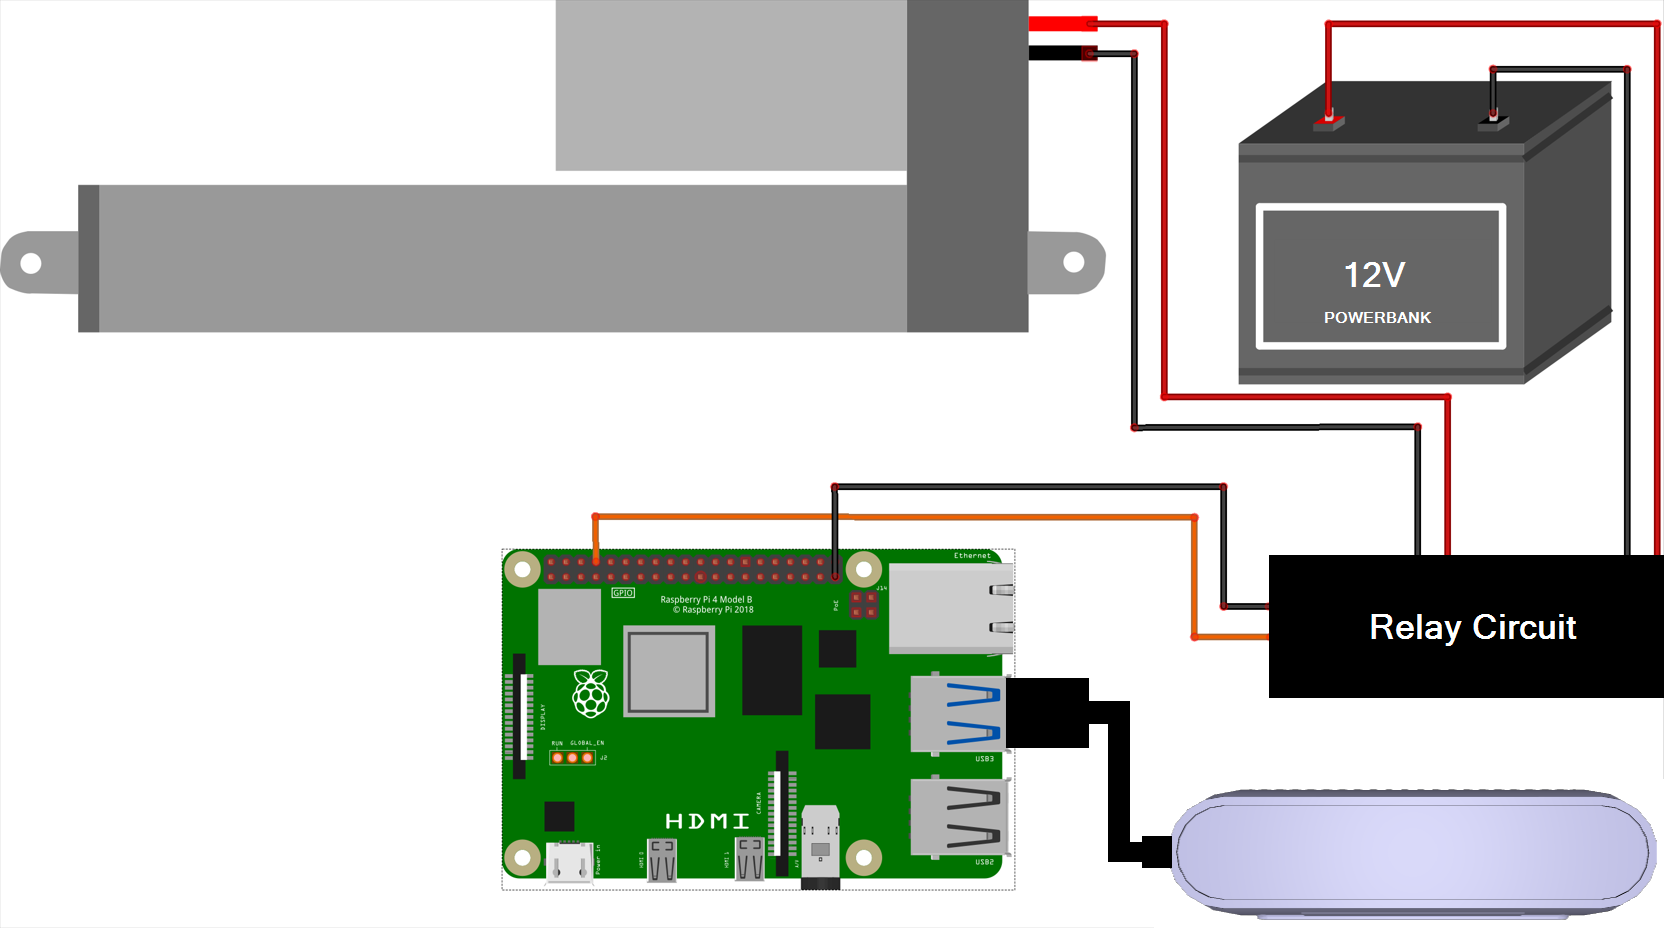 12V
POWERBANK
Ethernet
GPIO
Raspberry Pi 4 Model B
© Raspberry Pi 2018
PoE
J14
Relay Circuit
DISPLAY
RUN GLOBAL_EN
J2
USB3
CAMERA
HDMI
Power in
HDMI 0
HDMI 1
A/V
USB2